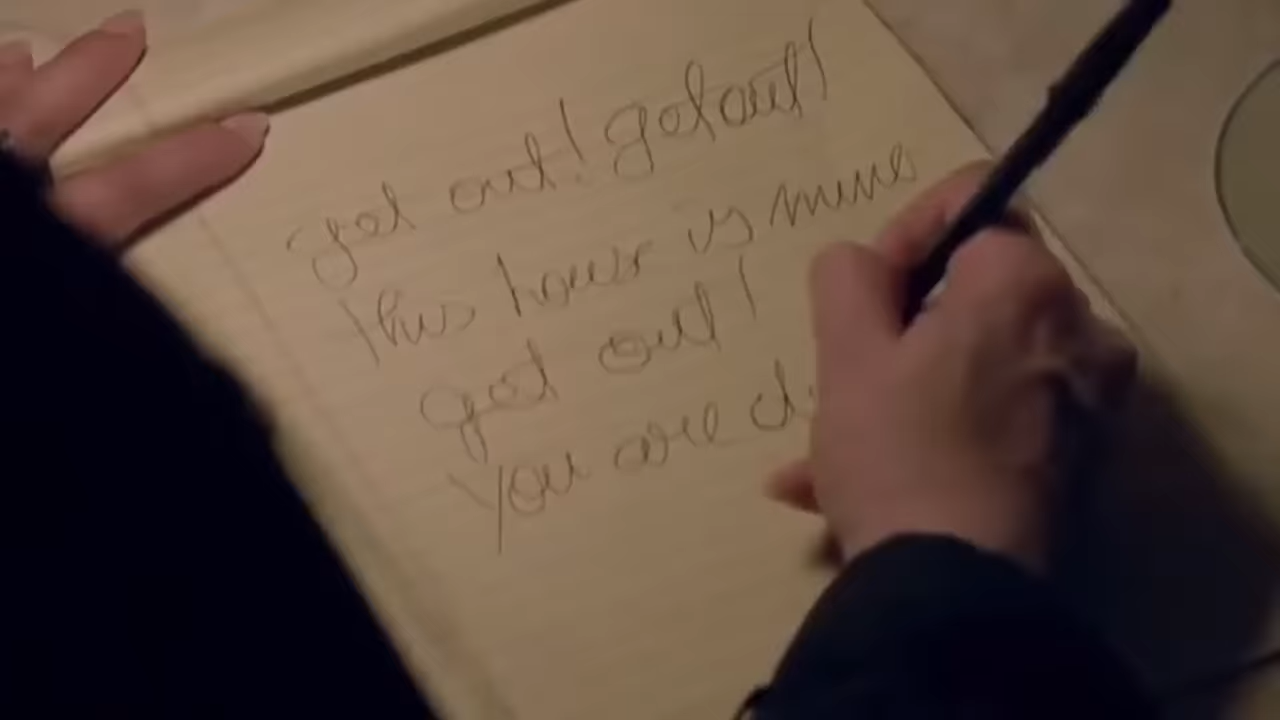 get out! get out!
This house is mine
get out!
you are d